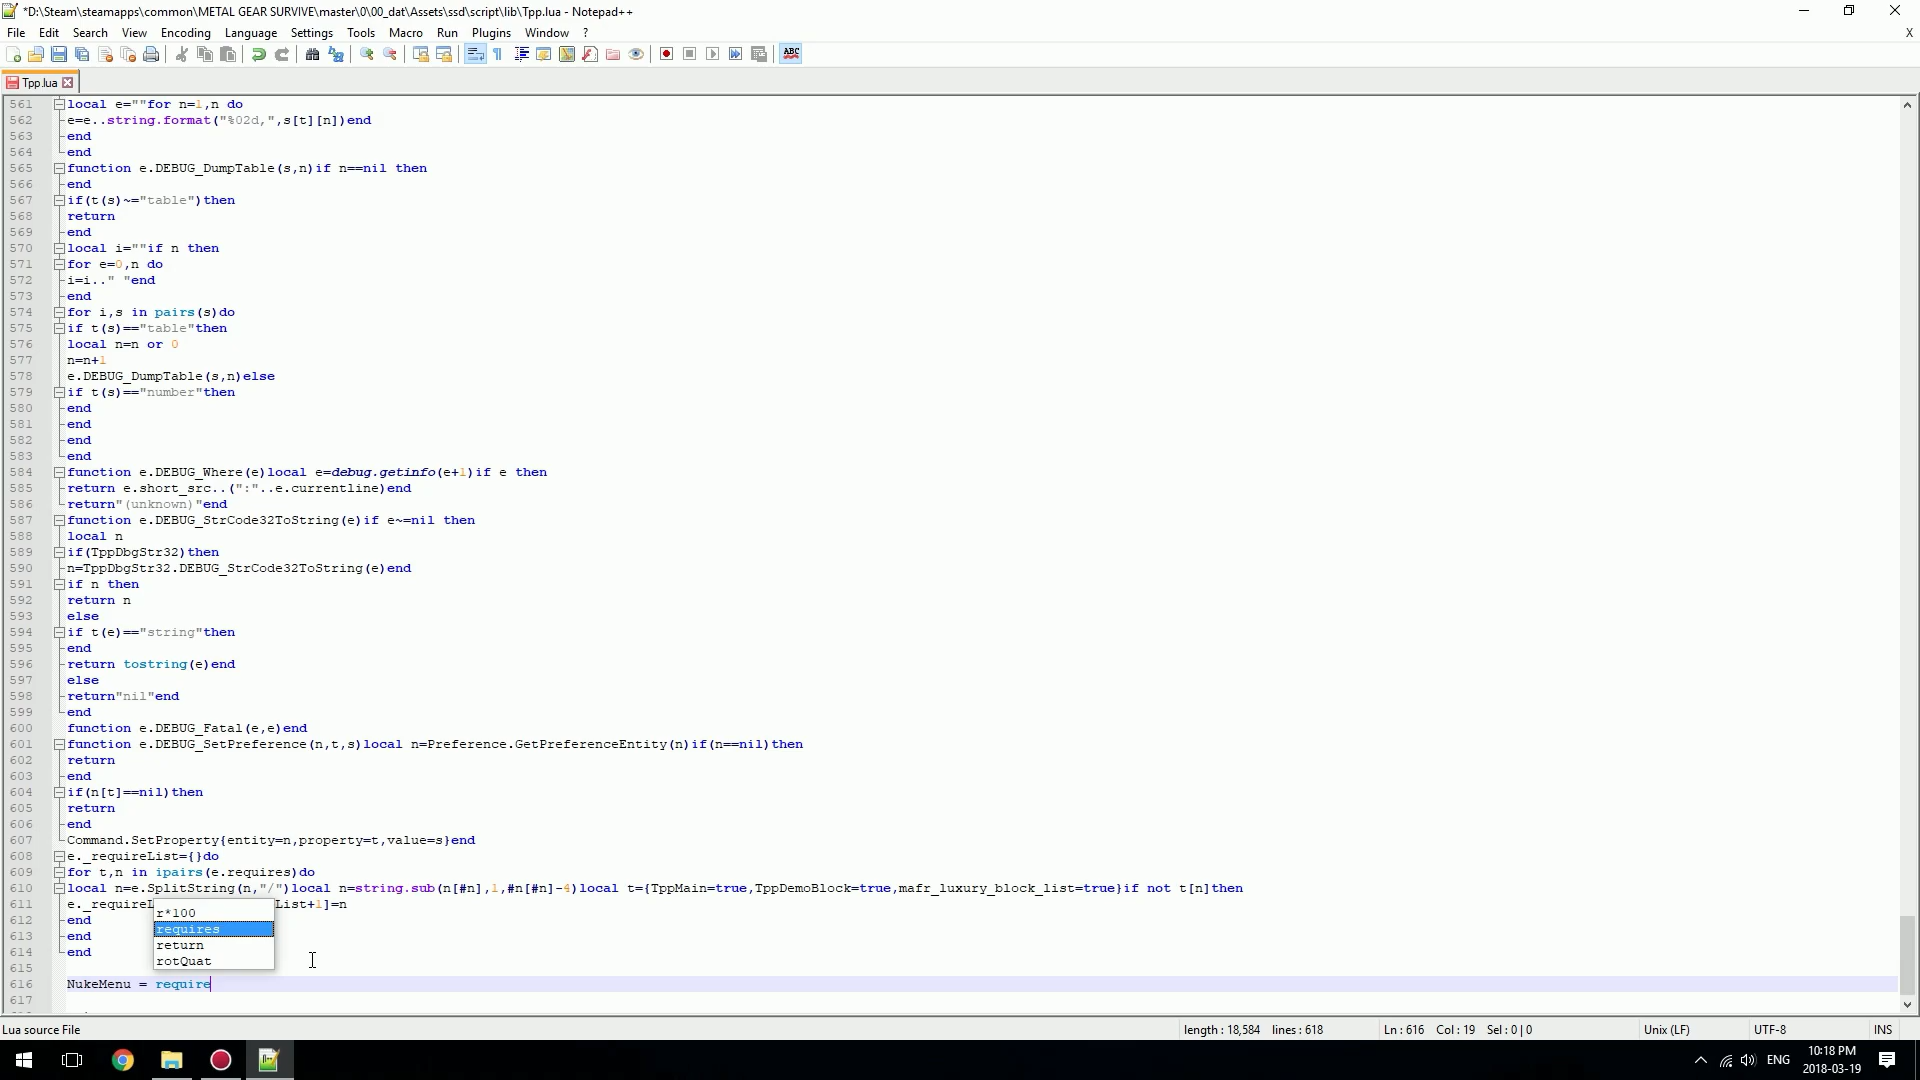 *D:\Steam\steamapps\common\METAL GEAR SURVIVE\master\0\00_dat\Assets\ssd\script\lib\Tpp.lua - Notepad++
File Edit Search View Encoding Language Settings Tools Macro Run Plugins Window ? X
Tpp.lua
561 local e=""for n=1,n do
562 e=e..string.format("%02d,",s[t][n])end
563 end
564 end
565 function e.DEBUG_DumpTable(s,n)if n==nil then
566 end
567 if(t(s)~="table")then
568 return
569 end
570 local i=""if n then
571 for e=0,n do
572 i=i.." "end
573 end
574 for i,s in pairs(s)do
575 if t(s)=="table"then
576 local n=n or 0
577 n=n+1
578 e.DEBUG_DumpTable(s,n)else
579 if t(s)=="number"then
580 end
581 end
582 end
583 end
584 function e.DEBUG_Where(e)local e=debug.getinfo(e+1)if e then
585 return e.short_src..(":"..e.currentline)end
586 return"(unknown)"end
587 function e.DEBUG_StrCode32ToString(e)if e~=nil then
588 local n
589 if(TppDbgStr32)then
590 n=TppDbgStr32.DEBUG_StrCode32ToString(e)end
591 if n then
592 return n
593 else
594 if t(e)=="string"then
595 end
596 return tostring(e)end
597 else
598 return"nil"end
599 end
600 function e.DEBUG_Fatal(e,e)end
601 function e.DEBUG_SetPreference(n,t,s)local n=Preference.GetPreferenceEntity(n)if(n==nil)then
602 return
603 end
604 if(n[t]==nil)then
605 return
606 end
607 Command.SetProperty{entity=n,property=t,value=s}end
608 e._requireList={}do
609 for t,n in ipairs(e.requires)do
610 local n=e.SplitString(n,"/")local n=string.sub(n[#n],1,#n[#n]-4)local t={TppMain=true,TppDemoBlock=true,mafr_luxury_block_list=true}if not t[n]then
611 e._requireL List+1]=n
612 end
613 end
614 end
615
616 NukeMenu = require
617
r*100
requires
return
rotQuat
Lua source File length : 18,584 lines : 618 Ln : 616 Col : 19 Sel : 0 | 0 Unix (LF) UTF-8 INS
ABC
ENG
10:18 PM
2018-03-19